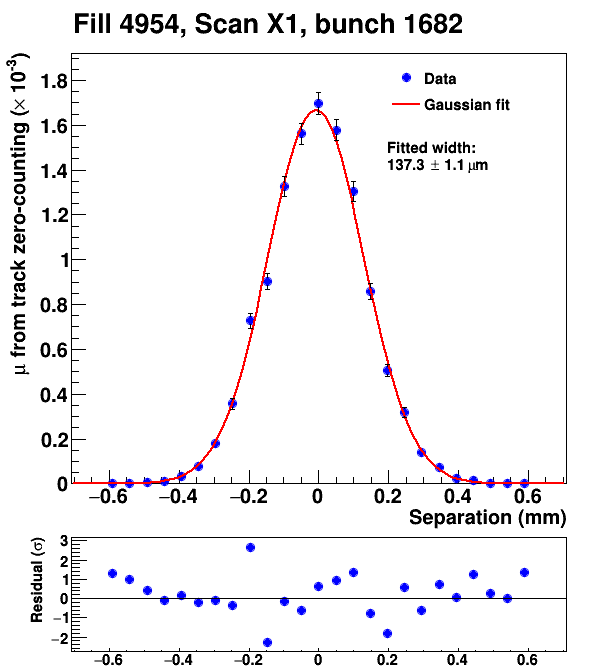 Fill 4954, Scan X1, bunch 1682
μ from track zero-counting (× 10⁻³)
1.8
1.6
1.4
1.2
1
0.8
0.6
0.4
0.2
0
Data
Gaussian fit
Fitted width:
137.3 ± 1.1 μm
−0.6 −0.4 −0.2 0 0.2 0.4 0.6
Separation (mm)
Residual (σ)
3
2
1
0
−1
−2
−0.6 −0.4 −0.2 0 0.2 0.4 0.6